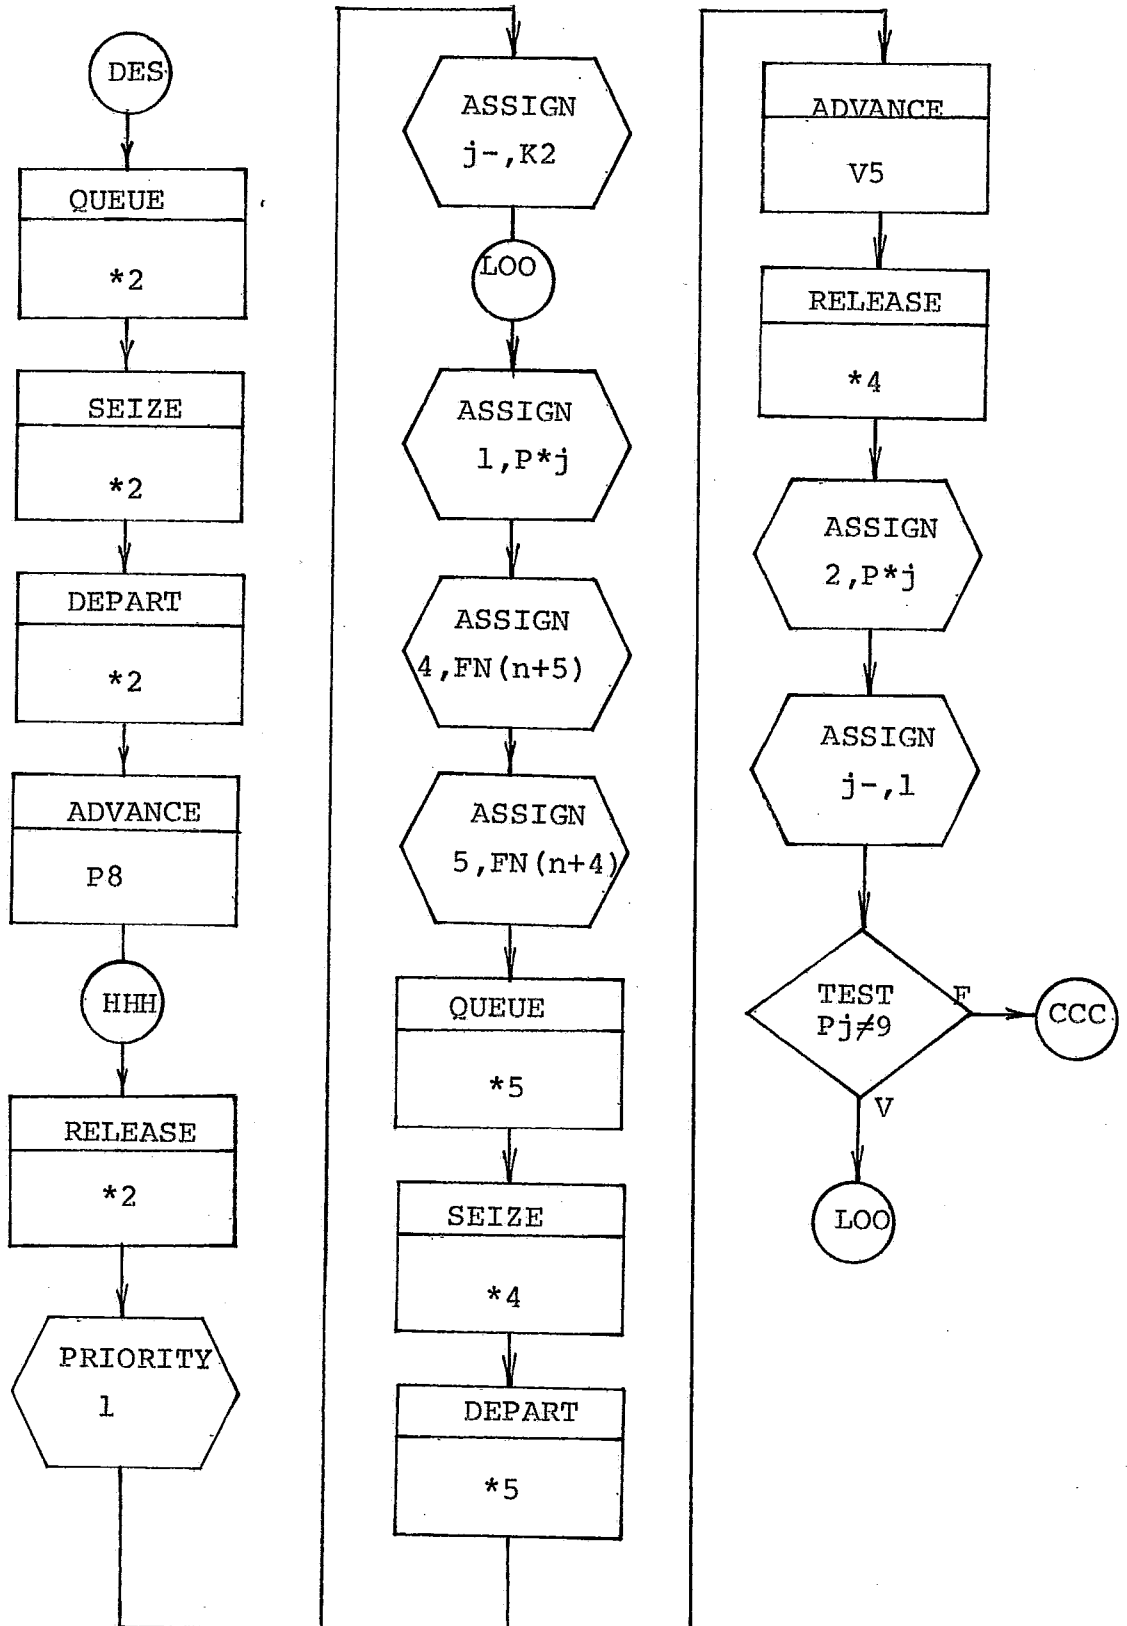 DES
QUEUE
*2
SEIZE
*2
DEPART
*2
ADVANCE
P8
HHH
RELEASE
*2
PRIORITY
1
ASSIGN
j-,K2
LOO
ASSIGN
1,P*j
ASSIGN
4,FN(n+5)
ASSIGN
5,FN(n+4)
QUEUE
*5
SEIZE
*4
DEPART
*5
ADVANCE
V5
RELEASE
*4
ASSIGN
2,P*j
ASSIGN
j-,1
TEST
Pj≠9
F
CCC
V
LOO